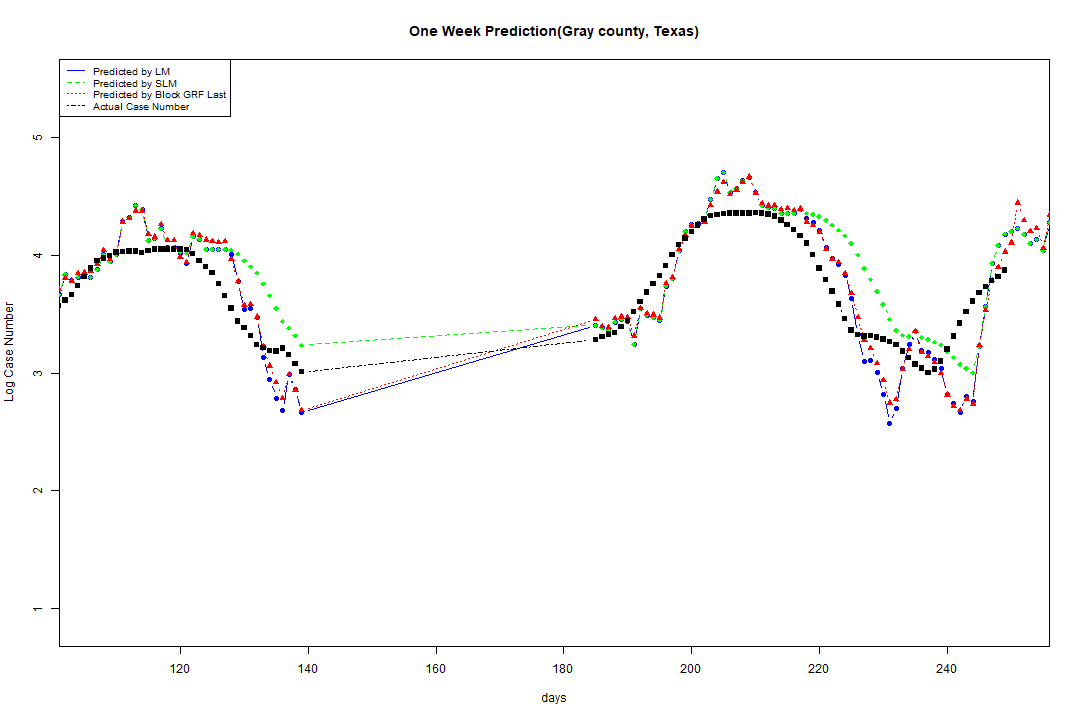 One Week Prediction(Gray county, Texas)
Predicted by LM
Predicted by SLM
Predicted by Block GRF Last
Actual Case Number
5
4
3
2
1
Log Case Number
120 140 160 180 200 220 240
days